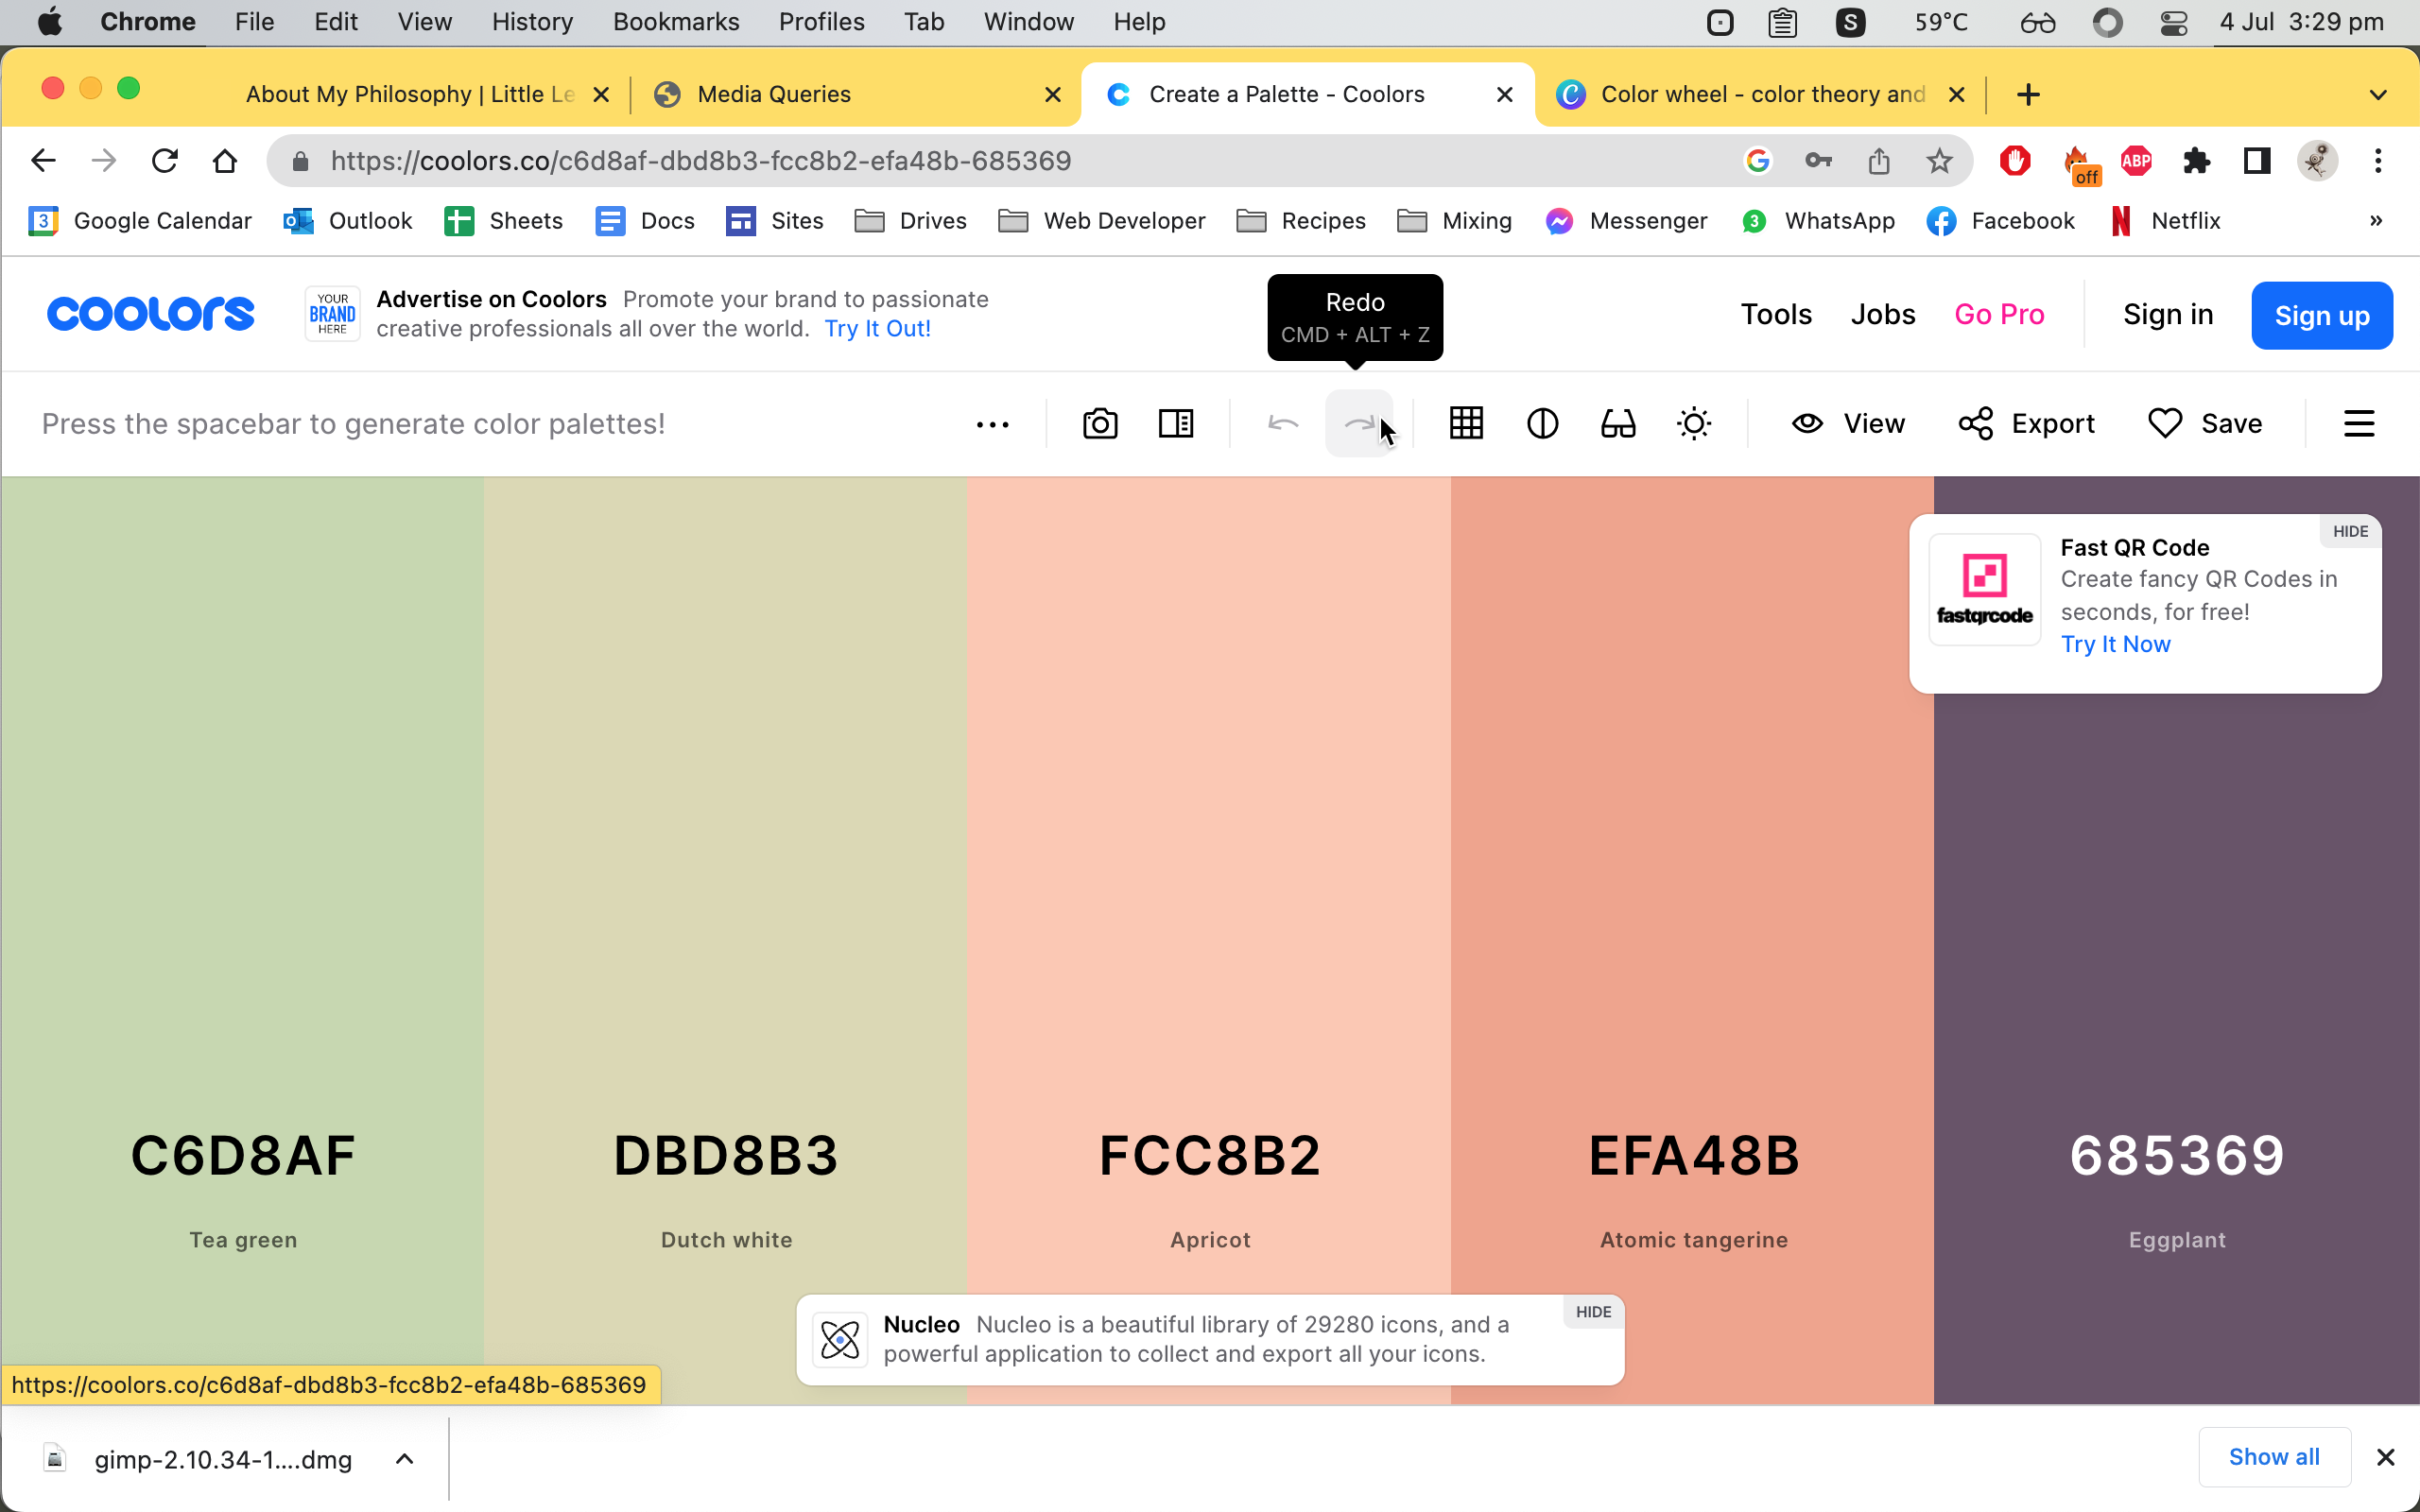 Chrome File Edit View History Bookmarks Profiles Tab Window Help S 59°C 4 Jul 3:29 pm
About My Philosophy | Little Le Media Queries Create a Palette - Coolors Color wheel - color theory and
https://coolors.co/c6d8af-dbd8b3-fcc8b2-efa48b-685369 ABP off
3 Google Calendar Outlook Sheets Docs Sites Drives Web Developer Recipes Mixing Messenger 3 WhatsApp Facebook Netflix »
coolors
YOUR
BRAND
HERE
Advertise on Coolors Promote your brand to passionate
creative professionals all over the world. Try It Out!
Redo
CMD + ALT + Z
Tools Jobs Go Pro Sign in Sign up
Press the spacebar to generate color palettes! View Export Save
HIDE
fastqrcode
Fast QR Code
Create fancy QR Codes in
seconds, for free!
Try It Now
C6D8AF DBD8B3 FCC8B2 EFA48B 685369
Tea green Dutch white Apricot Atomic tangerine Eggplant
Nucleo Nucleo is a beautiful library of 29280 icons, and a
powerful application to collect and export all your icons.
HIDE
https://coolors.co/c6d8af-dbd8b3-fcc8b2-efa48b-685369
gimp-2.10.34-1....dmg Show all